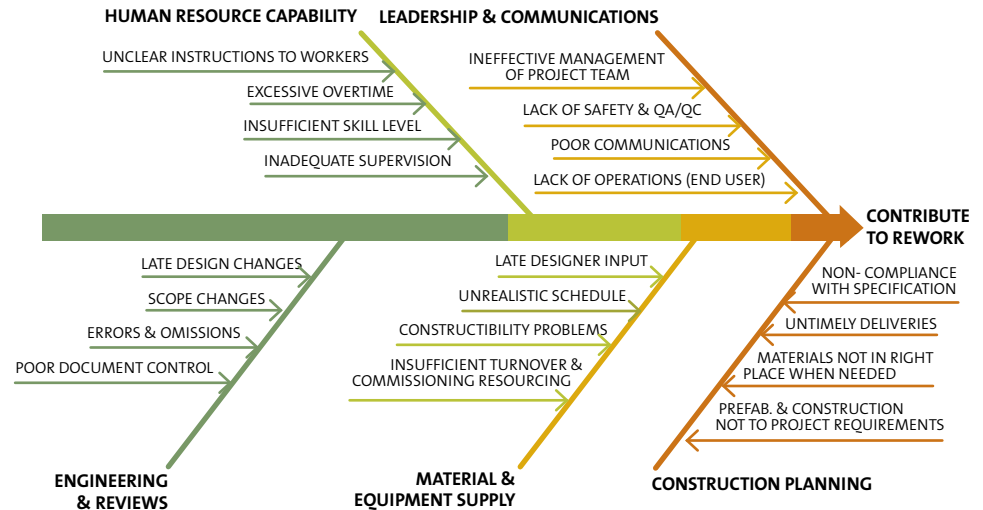 HUMAN RESOURCE CAPABILITY
UNCLEAR INSTRUCTIONS TO WORKERS
EXCESSIVE OVERTIME
INSUFFICIENT SKILL LEVEL
INADEQUATE SUPERVISION
LEADERSHIP & COMMUNICATIONS
INEFFECTIVE MANAGEMENT
OF PROJECT TEAM
LACK OF SAFETY & QA/QC
POOR COMMUNICATIONS
LACK OF OPERATIONS (END USER)
CONTRIBUTE
TO REWORK
LATE DESIGN CHANGES
SCOPE CHANGES
ERRORS & OMISSIONS
POOR DOCUMENT CONTROL
ENGINEERING
& REVIEWS
LATE DESIGNER INPUT
UNREALISTIC SCHEDULE
CONSTRUCTIBILITY PROBLEMS
INSUFFICIENT TURNOVER &
COMMISSIONING RESOURCING
MATERIAL &
EQUIPMENT SUPPLY
NON- COMPLIANCE
WITH SPECIFICATION
UNTIMELY DELIVERIES
MATERIALS NOT IN RIGHT
PLACE WHEN NEEDED
PREFAB. & CONSTRUCTION
NOT TO PROJECT REQUIREMENTS
CONSTRUCTION PLANNING